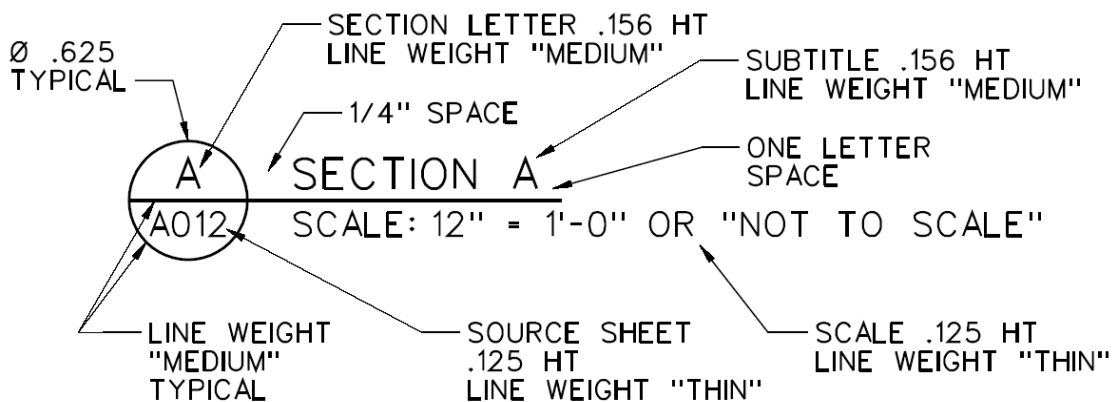 Ø .625
TYPICAL
SECTION LETTER .156 HT
LINE WEIGHT "MEDIUM"
SUBTITLE .156 HT
LINE WEIGHT "MEDIUM"
1/4" SPACE
ONE LETTER
SPACE
A
SECTION A
A012
SCALE: 12" = 1'-0" OR "NOT TO SCALE"
LINE WEIGHT
"MEDIUM"
TYPICAL
SOURCE SHEET
.125 HT
LINE WEIGHT "THIN"
SCALE .125 HT
LINE WEIGHT "THIN"